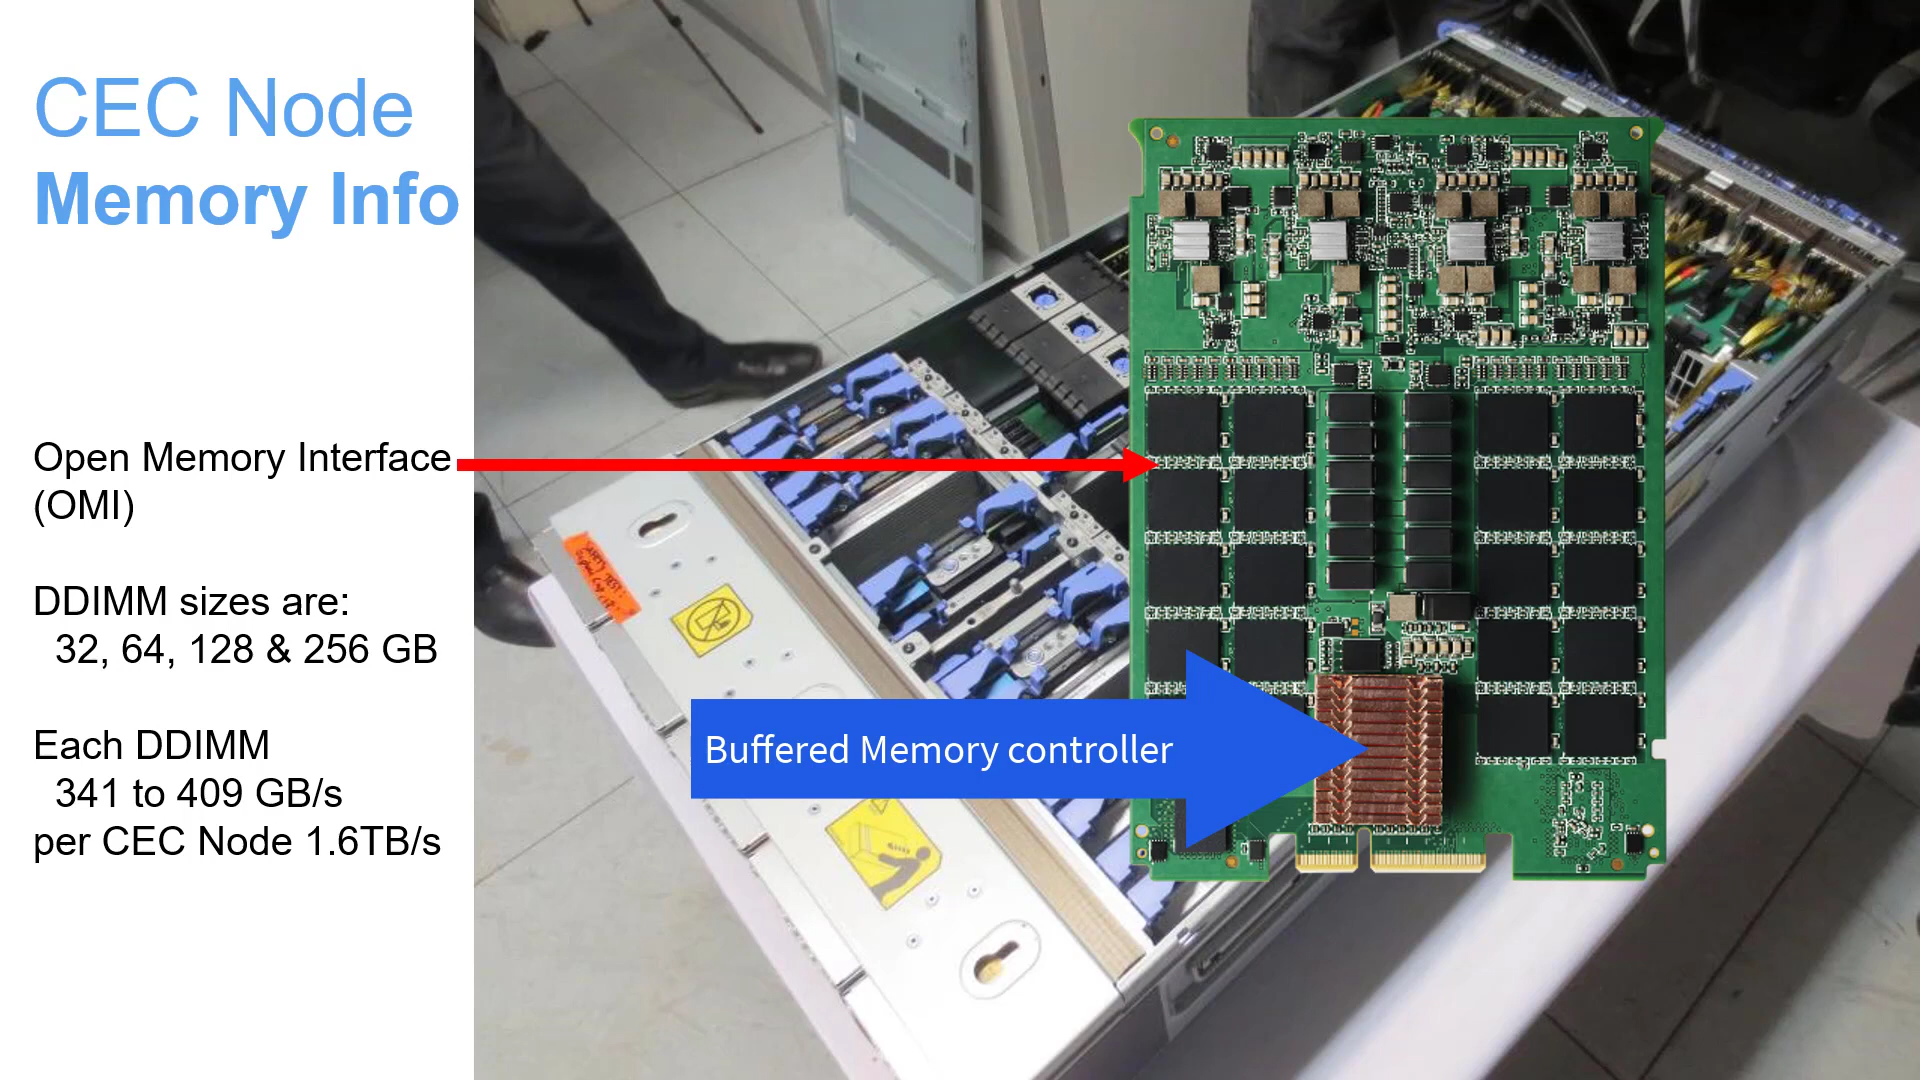 CEC Node
Memory Info
Open Memory Interface
(OMI)
DDIMM sizes are:
32, 64, 128 & 256 GB
Each DDIMM
341 to 409 GB/s
per CEC Node 1.6TB/s
Buffered Memory controller